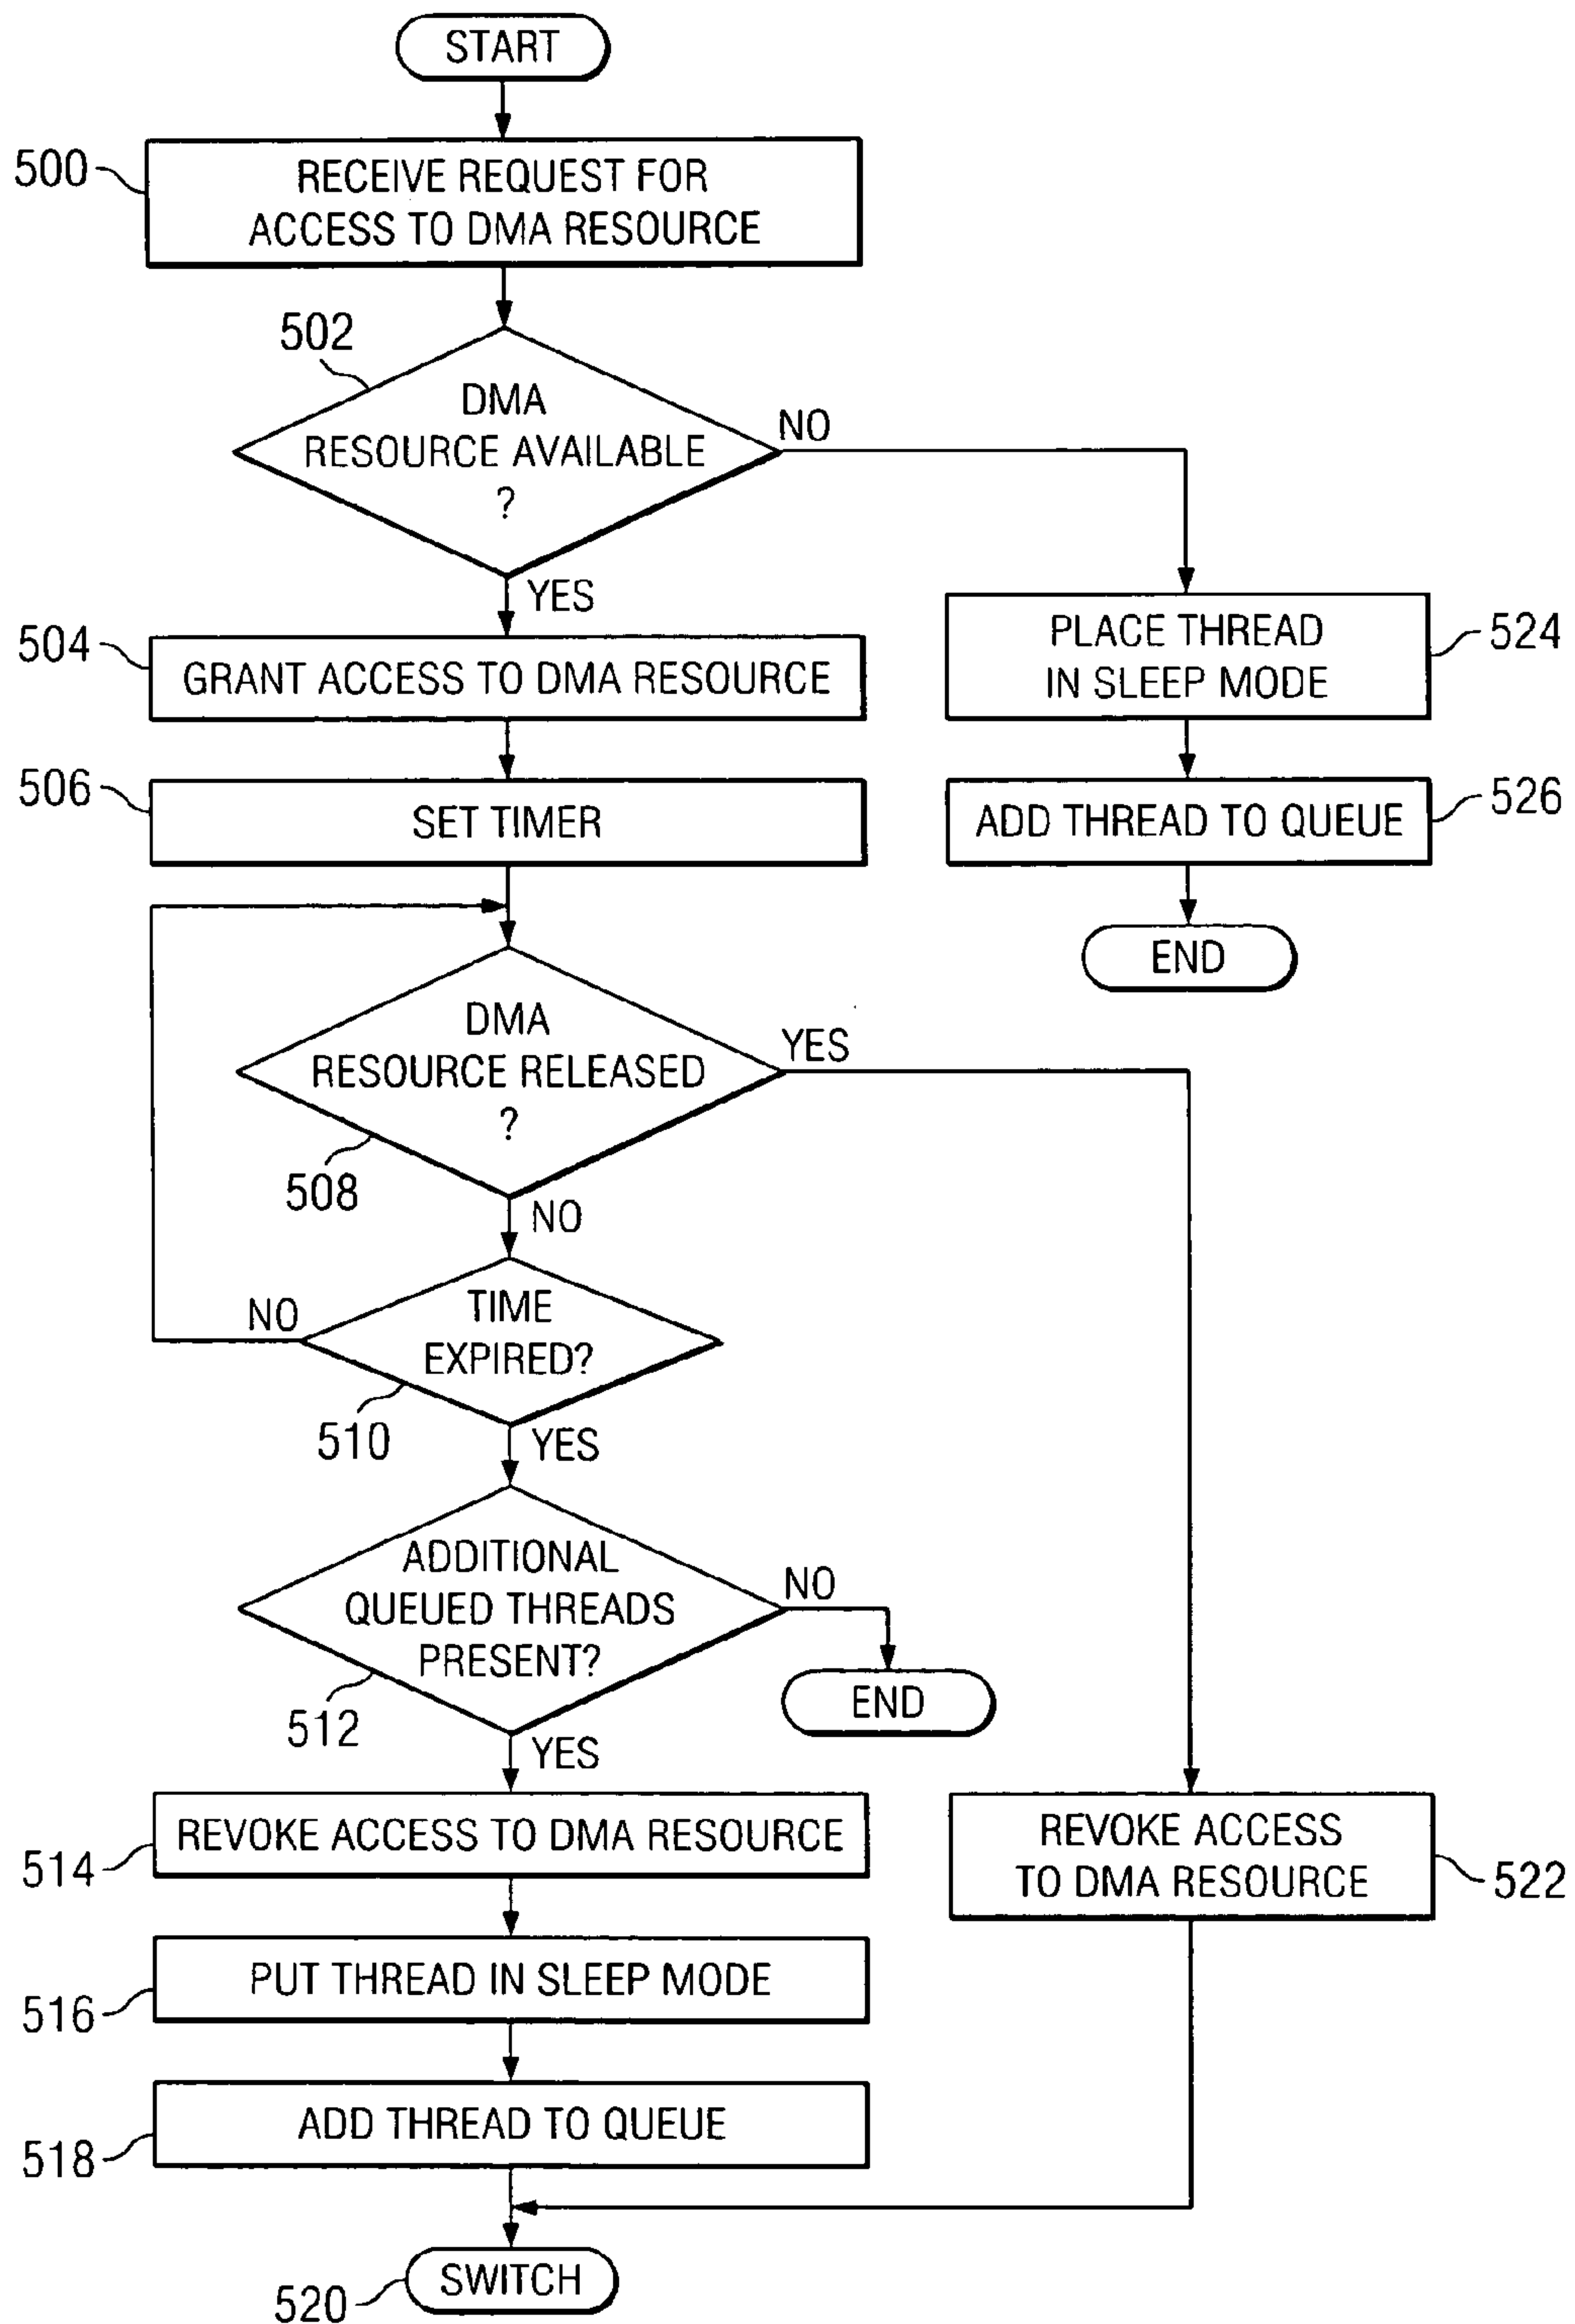 START
500
RECEIVE REQUEST FOR
ACCESS TO DMA RESOURCE
502
DMA
RESOURCE AVAILABLE
?
NO
YES
504
GRANT ACCESS TO DMA RESOURCE
PLACE THREAD
IN SLEEP MODE
524
506
SET TIMER
ADD THREAD TO QUEUE
526
END
DMA
RESOURCE RELEASED
?
YES
508
NO
TIME
EXPIRED?
NO
510
YES
ADDITIONAL
QUEUED THREADS
PRESENT?
NO
512
END
YES
REVOKE ACCESS TO DMA RESOURCE
514
REVOKE ACCESS
TO DMA RESOURCE
522
PUT THREAD IN SLEEP MODE
516
ADD THREAD TO QUEUE
518
SWITCH
520